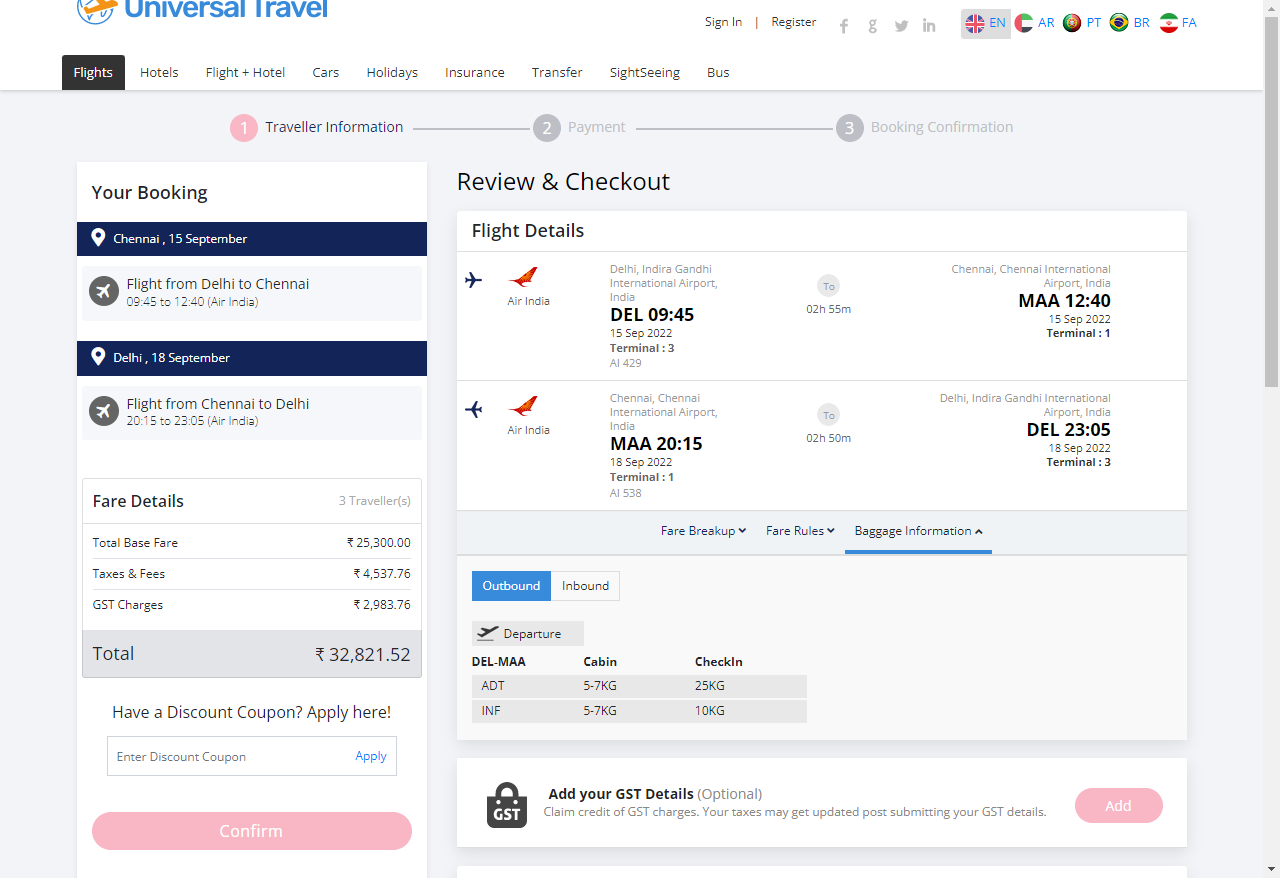 Universal Travel
Sign In | Register
EN AR PT BR FA
Flights Hotels Flight + Hotel Cars Holidays Insurance Transfer SightSeeing Bus
1 Traveller Information 2 Payment 3 Booking Confirmation
Your Booking
Chennai , 15 September
Flight from Delhi to Chennai
09:45 to 12:40 (Air India)
Delhi , 18 September
Flight from Chennai to Delhi
20:15 to 23:05 (Air India)
Fare Details 3 Traveller(s)
Total Base Fare ₹ 25,300.00
Taxes & Fees ₹ 4,537.76
GST Charges ₹ 2,983.76
Total ₹ 32,821.52
Have a Discount Coupon? Apply here!
Enter Discount Coupon Apply
Confirm
Review & Checkout
Flight Details
Air India
Delhi, Indira Gandhi
International Airport,
India
DEL 09:45
15 Sep 2022
Terminal : 3
AI 429
To
02h 55m
Chennai, Chennai International
Airport, India
MAA 12:40
15 Sep 2022
Terminal : 1
Air India
Chennai, Chennai
International Airport,
India
MAA 20:15
18 Sep 2022
Terminal : 1
AI 538
To
02h 50m
Delhi, Indira Gandhi International
Airport, India
DEL 23:05
18 Sep 2022
Terminal : 3
Fare Breakup Fare Rules Baggage Information
Outbound Inbound
Departure
DEL-MAA Cabin CheckIn
ADT 5-7KG 25KG
INF 5-7KG 10KG
GST
Add your GST Details (Optional)
Claim credit of GST charges. Your taxes may get updated post submitting your GST details.
Add